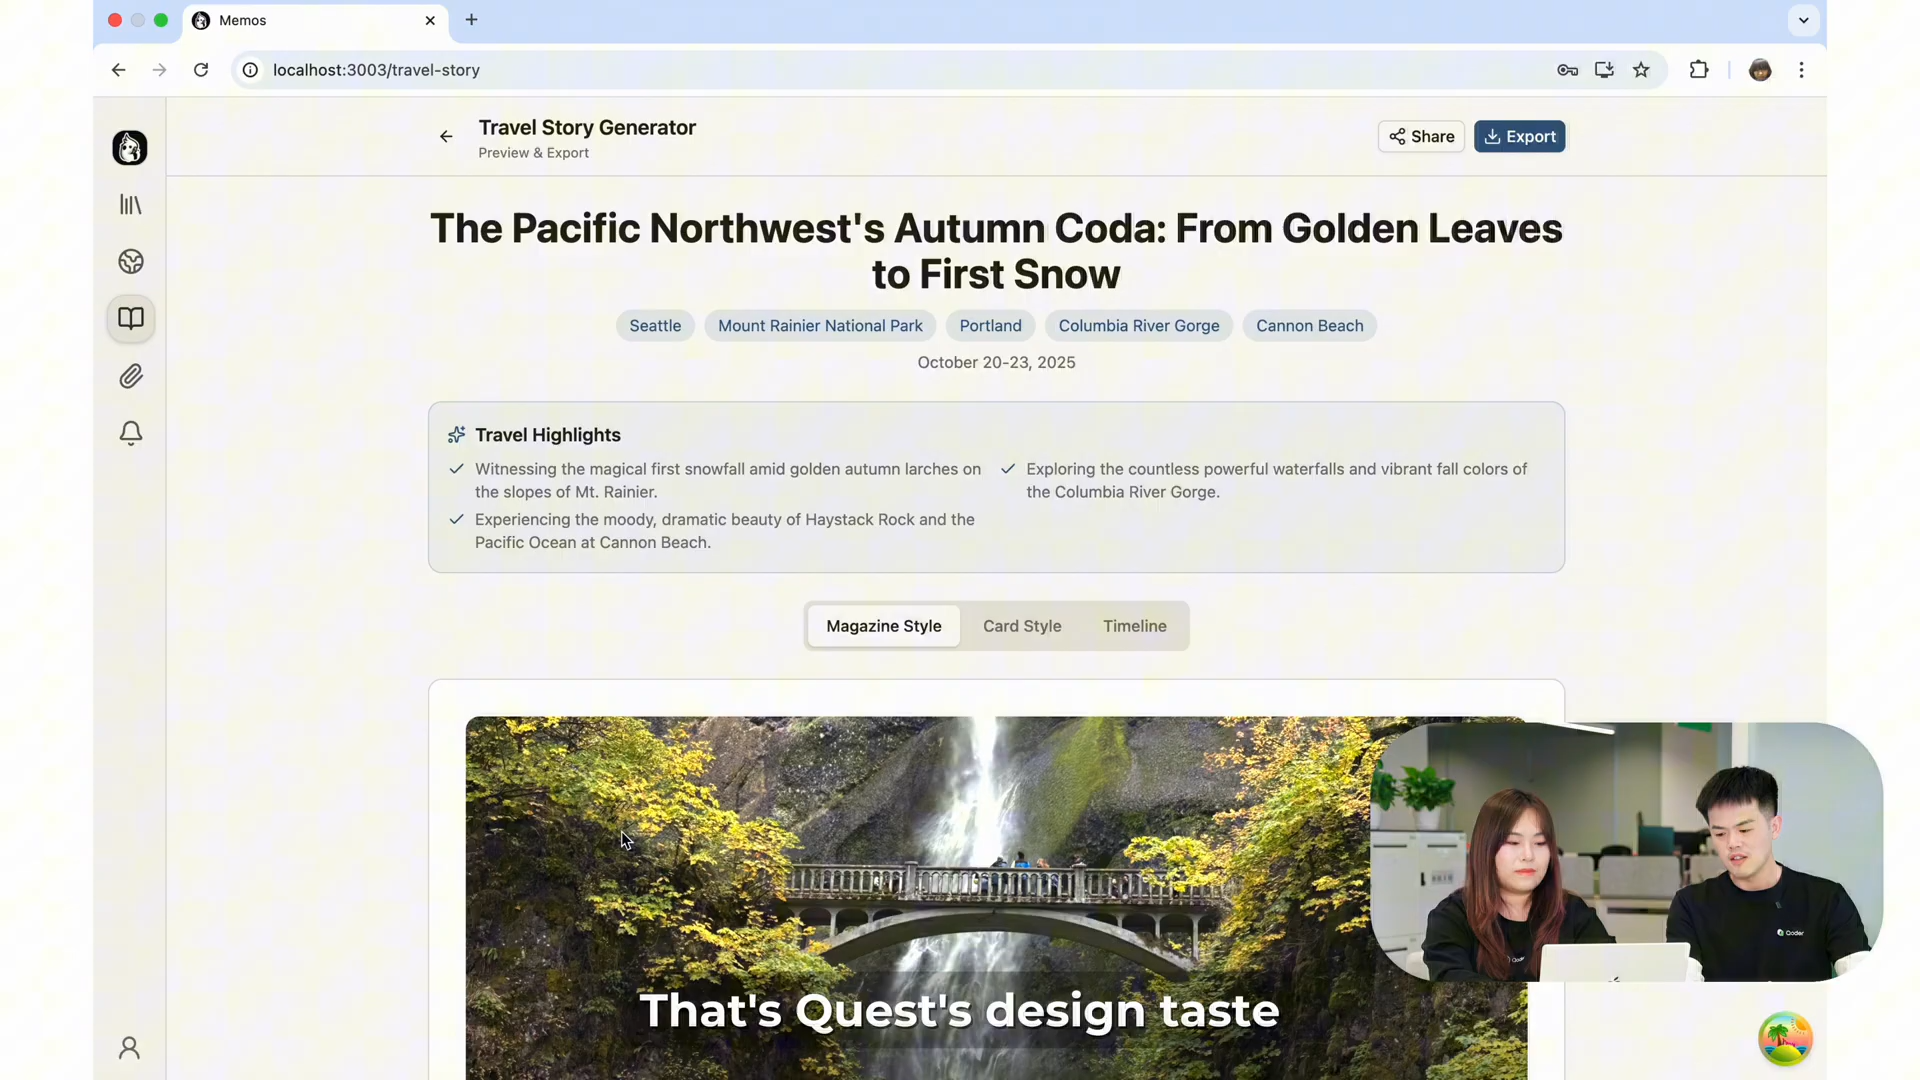 Memos
localhost:3003/travel-story
Travel Story Generator
Preview & Export
Share
Export
The Pacific Northwest's Autumn Coda: From Golden Leaves
to First Snow
Seattle
Mount Rainier National Park
Portland
Columbia River Gorge
Cannon Beach
October 20-23, 2025
Travel Highlights
Witnessing the magical first snowfall amid golden autumn larches on
the slopes of Mt. Rainier.
Exploring the countless powerful waterfalls and vibrant fall colors of
the Columbia River Gorge.
Experiencing the moody, dramatic beauty of Haystack Rock and the
Pacific Ocean at Cannon Beach.
Magazine Style
Card Style
Timeline
That's Quest's design taste
Qoder
Qoder